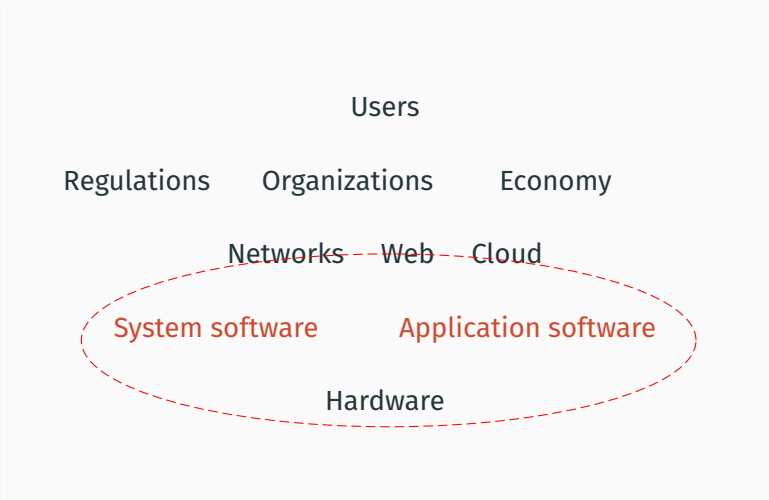 Users
Regulations Organizations Economy
Networks Web Cloud
System software Application software
Hardware